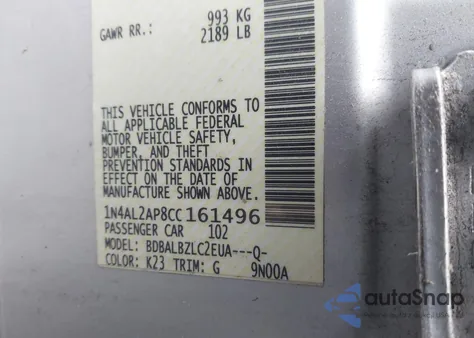 993 KG
GAWR RR.: 2189 LB
THIS VEHICLE CONFORMS TO
ALL APPLICABLE FEDERAL
MOTOR VEHICLE SAFETY,
BUMPER, AND THEFT
PREVENTION STANDARDS IN
EFFECT ON THE DATE OF
MANUFACTURE SHOWN ABOVE.
1N4AL2AP8CC161496
PASSENGER CAR 102
MODEL: BDBALBZLC2EUA---Q-
COLOR: K23 TRIM: G 9N00A
autoSnap